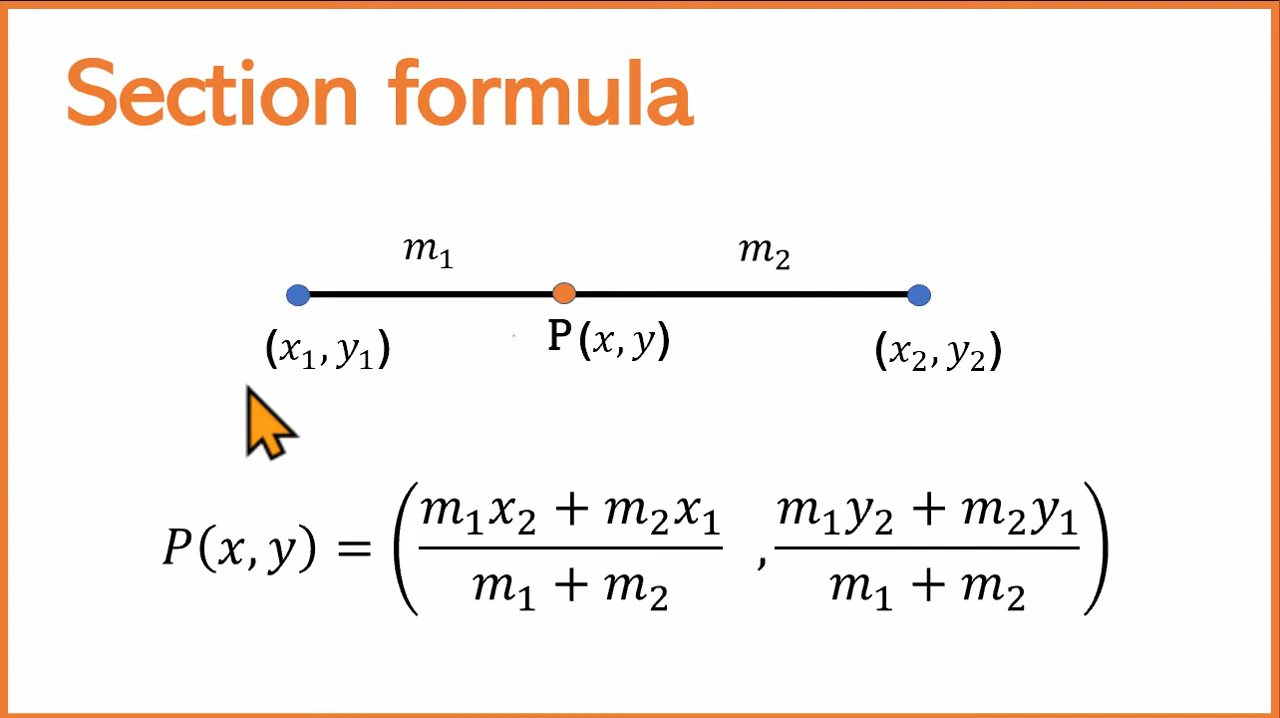 Section formula
m₁ m₂
(x₁, y₁) P(x, y) (x₂, y₂)
P(x, y) = ( (m₁x₂ + m₂x₁)/(m₁ + m₂) , (m₁y₂ + m₂y₁)/(m₁ + m₂) )